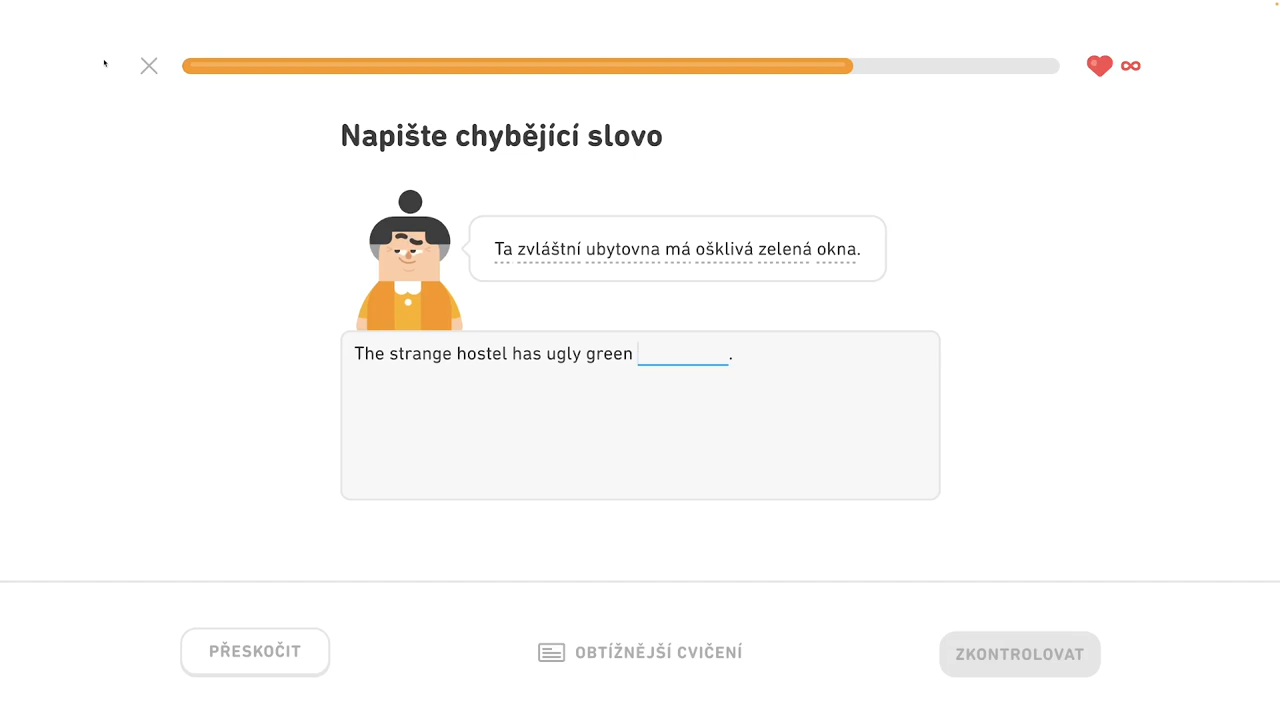 Napište chybějící slovo
Ta zvláštní ubytovna má ošklivá zelená okna.
The strange hostel has ugly green ________.
PŘESKOČIT
OBTÍŽNĚJŠÍ CVIČENÍ
ZKONTROLOVAT